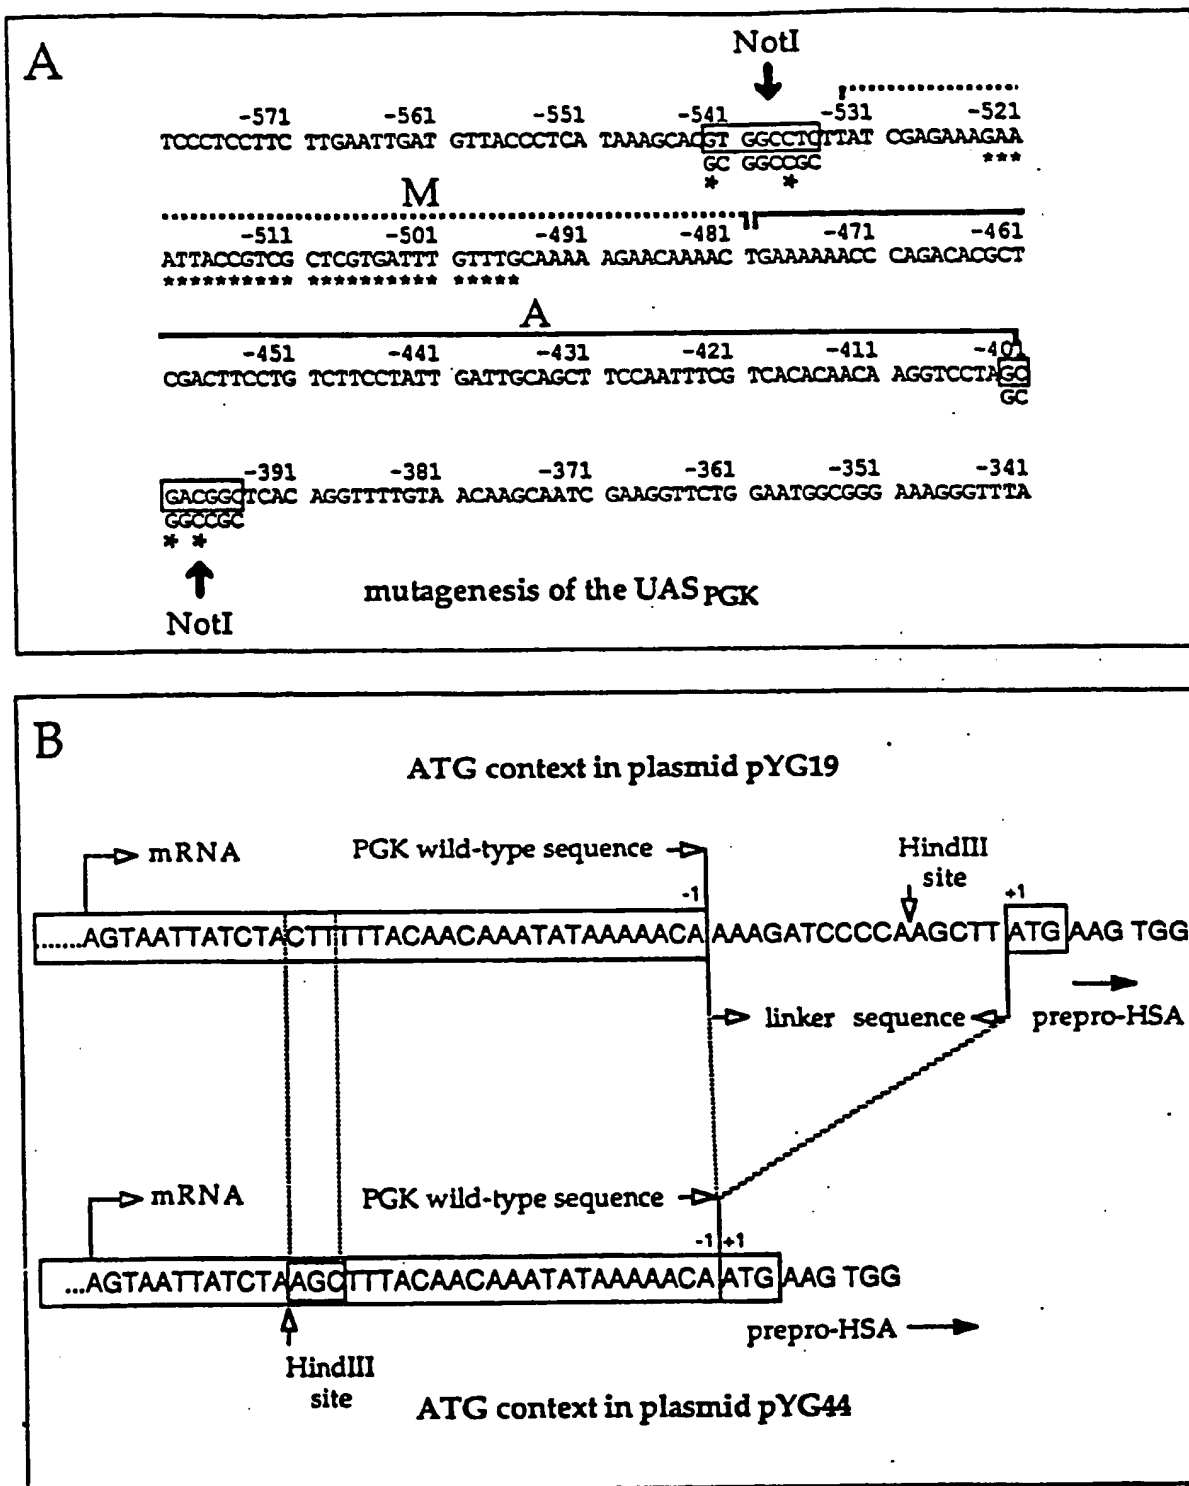 A
NotI
-571 -561 -551 -541 -531 -521
TCCCTCCTTC TTGAATTGAT GTTACCCTCA TAAAGCACGT GGCCTCTTAT CGAGAAAGAA
GC GGCCGC
* * ***
M
-511 -501 -491 -481 -471 -461
ATTACCGTCG CTCGTGATTT GTTTGCAAAA AGAACAAAAC TGAAAAAACC CAGACACGCT
********** ********** *****
A
-451 -441 -431 -421 -411 -401
CGACTTCCTG TCTTCCTATT GATTGCAGCT TCCAATTTCG TCACACAACA AGGTCCTAGC
GC
-391 -381 -371 -361 -351 -341
GACGGCTCAC AGGTTTTGTA ACAAGCAATC GAAGGTTCTG GAATGGCGGG AAAGGGTTTA
GGCCGC
* *
NotI
mutagenesis of the UAS PGK
B
ATG context in plasmid pYG19
mRNA PGK wild-type sequence HindIII site
-1 +1
.......AGTAATTATCTACTTTTTACAACAAATATAAAAACA AAAGATCCCCAAGCTT ATG AAG TGG
linker sequence prepro-HSA
mRNA PGK wild-type sequence
-1 +1
...AGTAATTATCTAAGCTTTACAACAAATATAAAAACA ATG AAG TGG
prepro-HSA
HindIII site
ATG context in plasmid pYG44